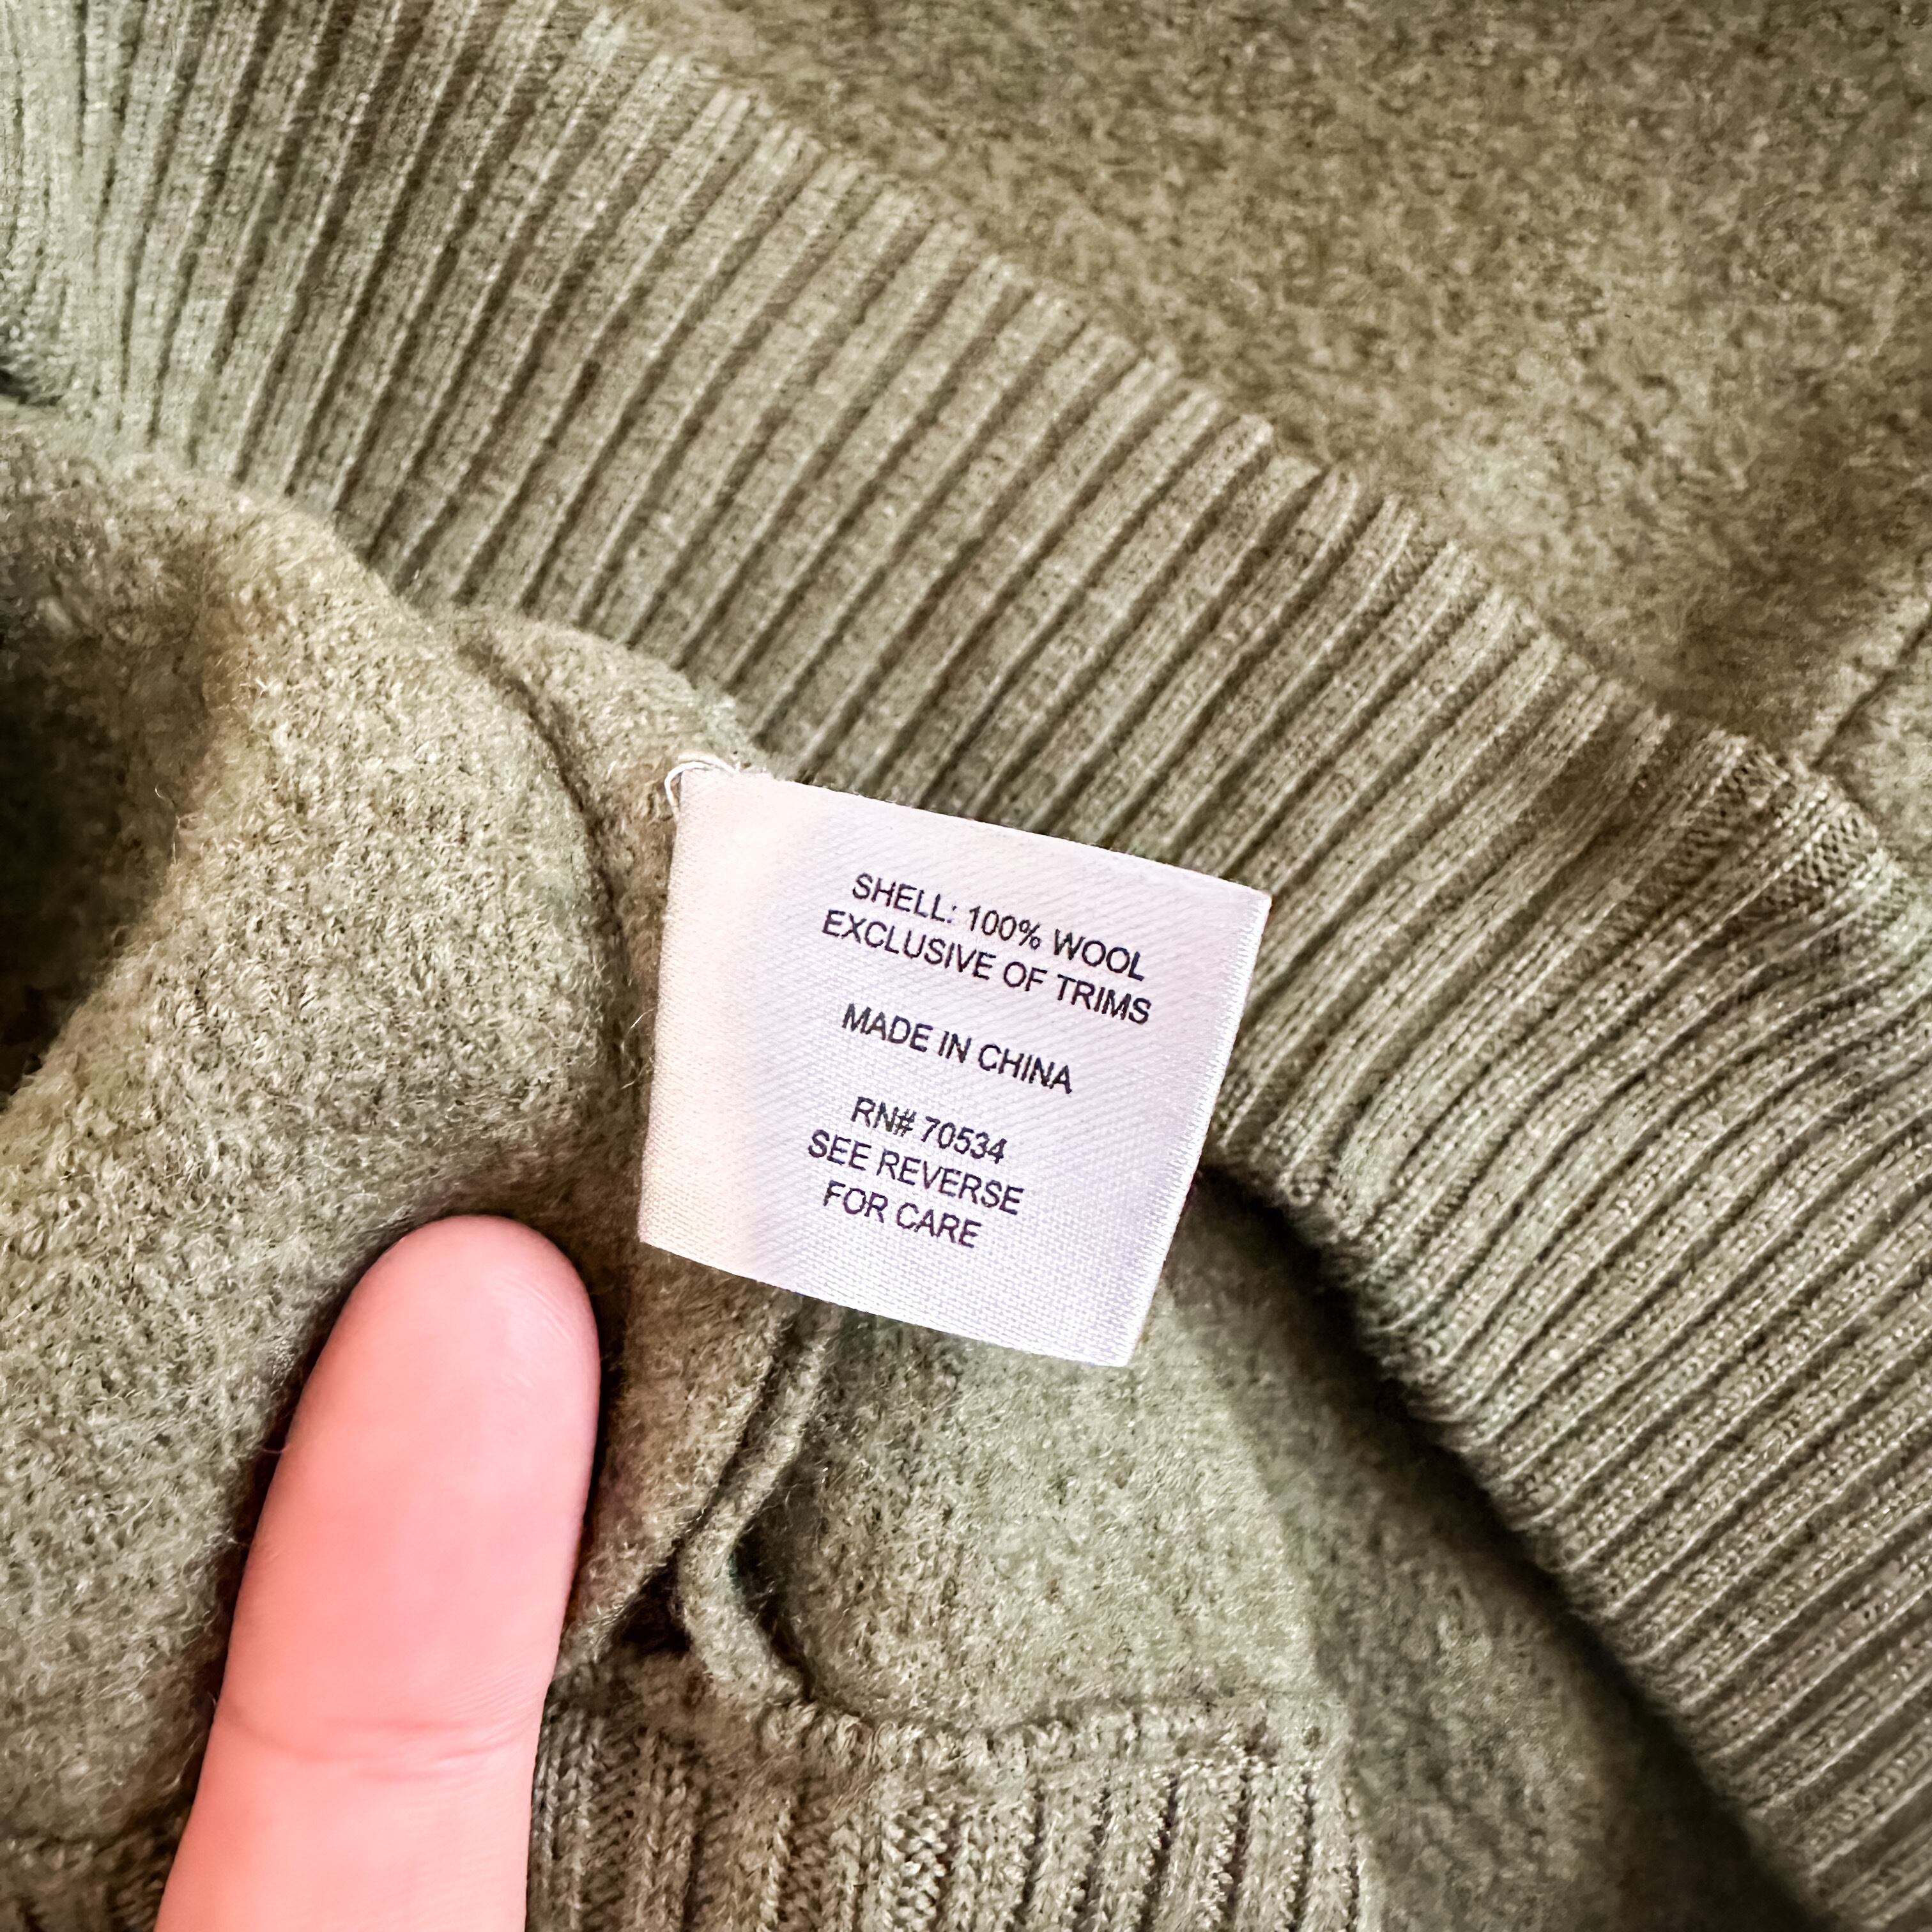 SHELL: 100% WOOL
EXCLUSIVE OF TRIMS
MADE IN CHINA
RN# 70534
SEE REVERSE
FOR CARE